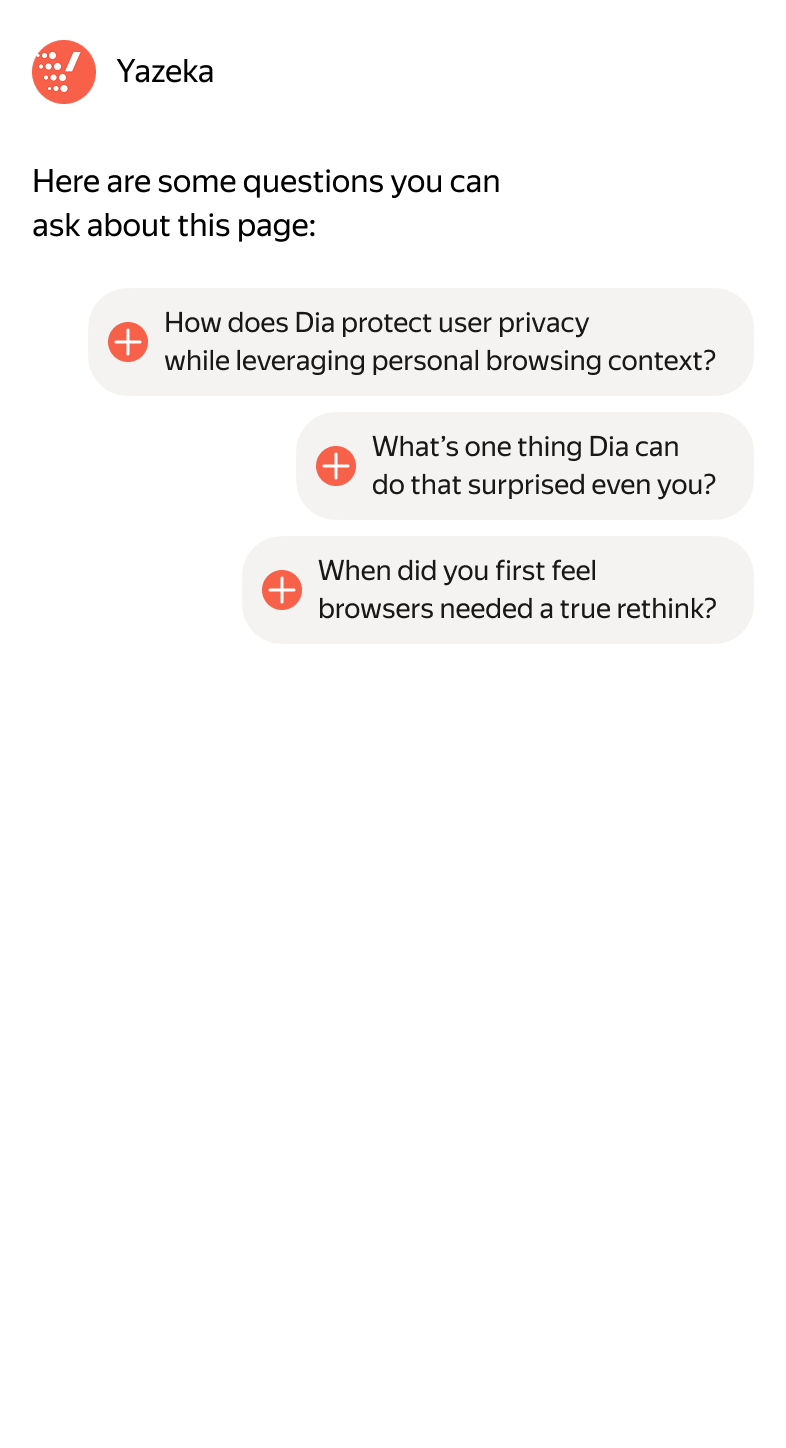 Yazeka
Here are some questions you can
ask about this page:
How does Dia protect user privacy
while leveraging personal browsing context?
What’s one thing Dia can
do that surprised even you?
When did you first feel
browsers needed a true rethink?